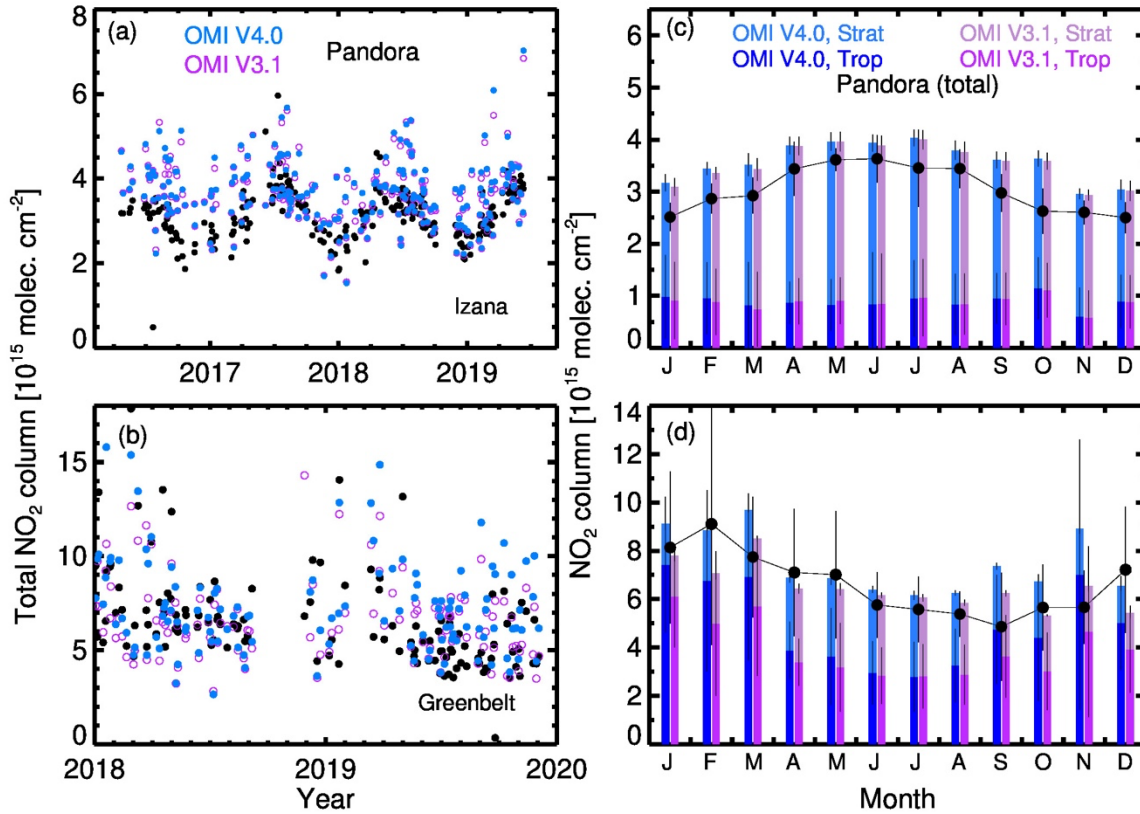 (a)
OMI V4.0
OMI V3.1
Pandora
Izana
8
6
4
2
0
2017 2018 2019
(b)
Greenbelt
15
10
5
0
2018 2019 2020
Year
Total NO2 column [10^15 molec. cm^-2]
(c)
OMI V4.0, Strat
OMI V3.1, Strat
OMI V4.0, Trop
OMI V3.1, Trop
Pandora (total)
6
5
4
3
2
1
0
J F M A M J J A S O N D
(d)
14
12
10
8
6
4
2
0
J F M A M J J A S O N D
Month
NO2 column [10^15 molec. cm^-2]